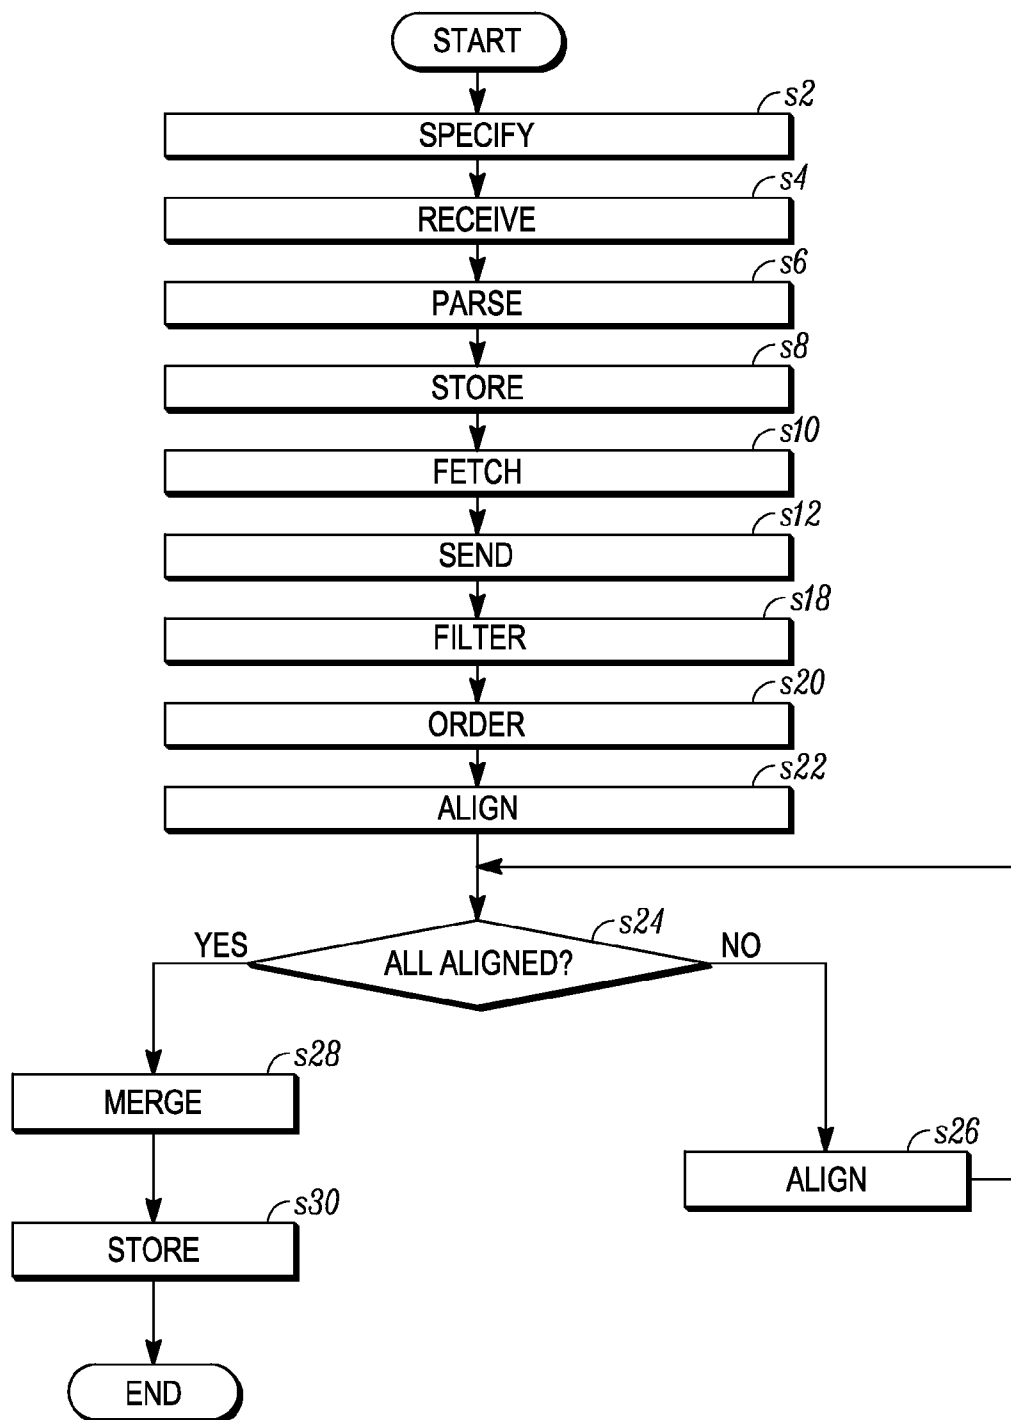 START
s2
SPECIFY
s4
RECEIVE
s6
PARSE
s8
STORE
s10
FETCH
s12
SEND
s18
FILTER
s20
ORDER
s22
ALIGN
s24
YES
ALL ALIGNED?
NO
s28
MERGE
s26
ALIGN
s30
STORE
END